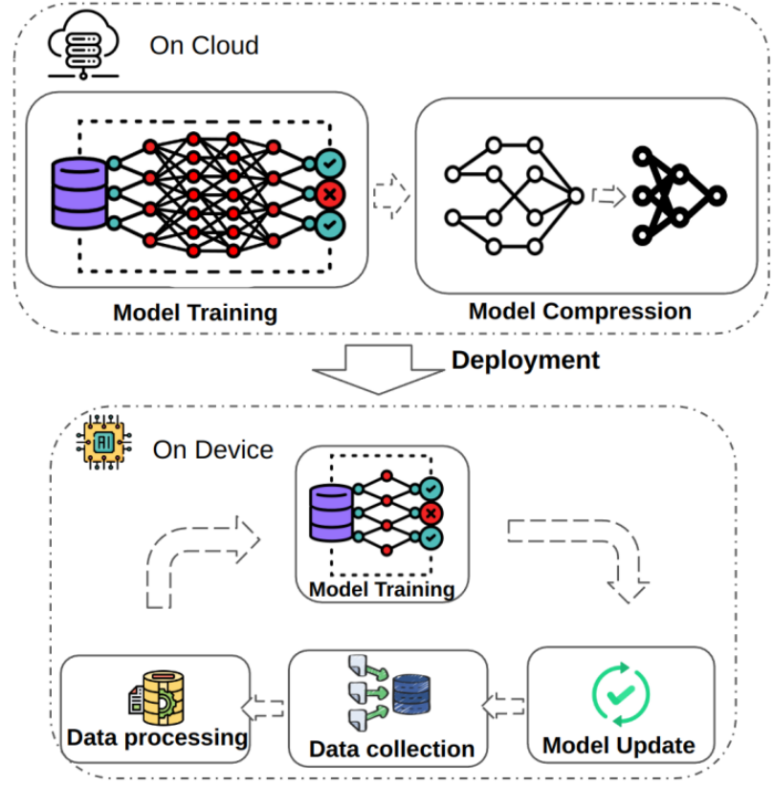 On Cloud
Model Training
Model Compression
Deployment
On Device
AI
Model Training
Data processing
Data collection
Model Update